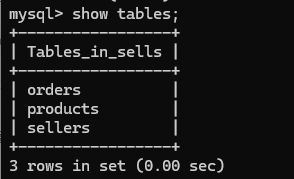 mysql> show tables;
+-----------------+
| Tables_in_sells |
+-----------------+
| orders          |
| products        |
| sellers         |
+-----------------+
3 rows in set (0.00 sec)